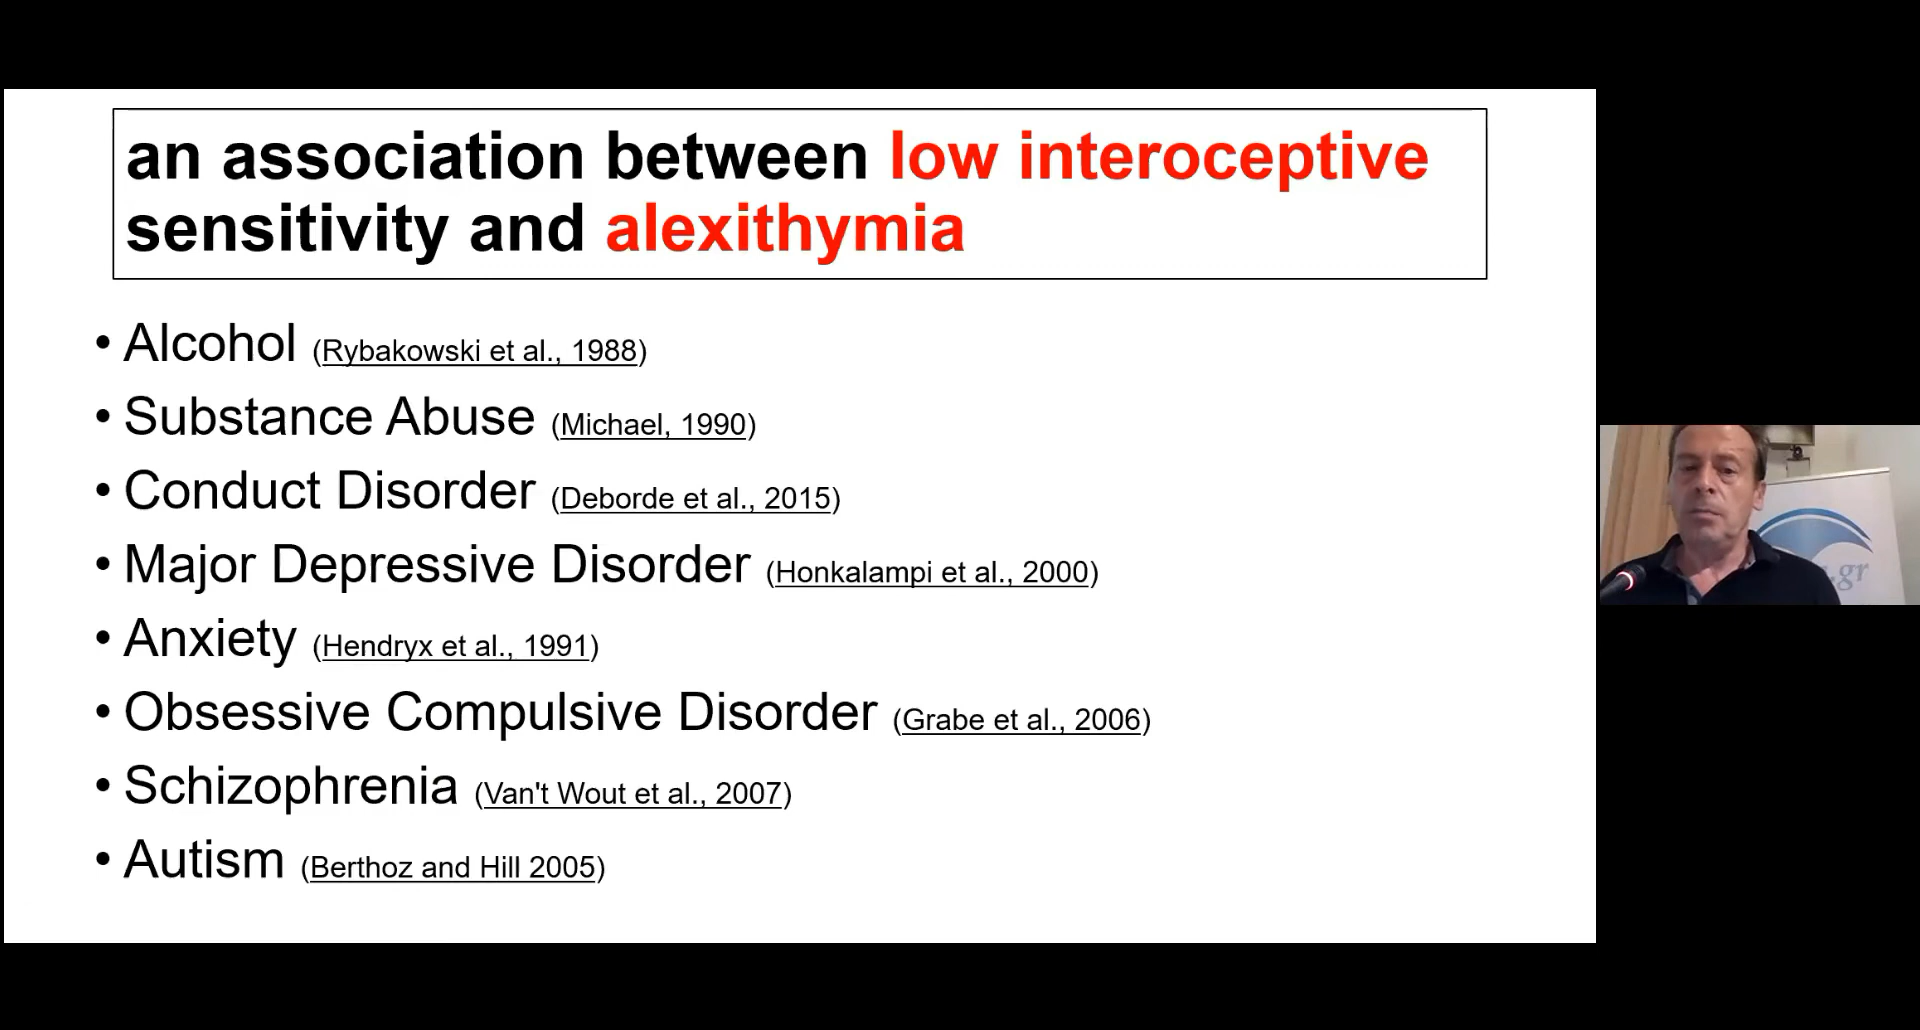 an association between low interoceptive
sensitivity and alexithymia
• Alcohol (Rybakowski et al., 1988)
• Substance Abuse (Michael, 1990)
• Conduct Disorder (Deborde et al., 2015)
• Major Depressive Disorder (Honkalampi et al., 2000)
• Anxiety (Hendryx et al., 1991)
• Obsessive Compulsive Disorder (Grabe et al., 2006)
• Schizophrenia (Van't Wout et al., 2007)
• Autism (Berthoz and Hill 2005)
.gr